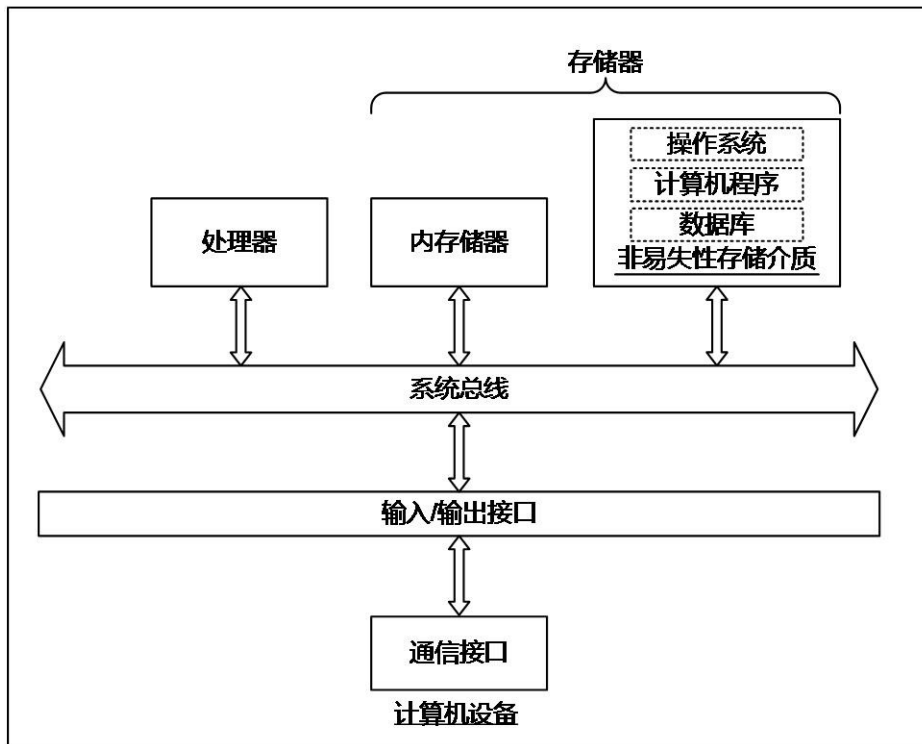 存储器
操作系统
计算机程序
数据库
非易失性存储介质
处理器
内存储器
系统总线
输入/输出接口
通信接口
计算机设备